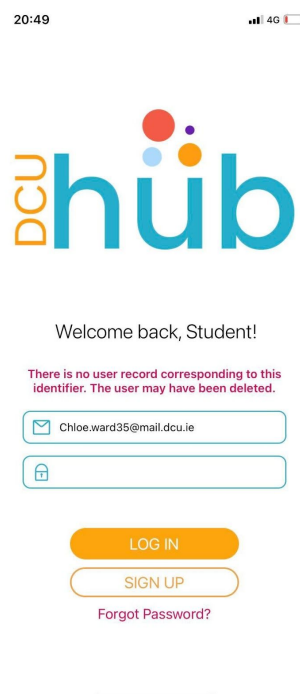 20:49
4G
DCU
hub
Welcome back, Student!
There is no user record corresponding to this
identifier. The user may have been deleted.
Chloe.ward35@mail.dcu.ie
LOG IN
SIGN UP
Forgot Password?